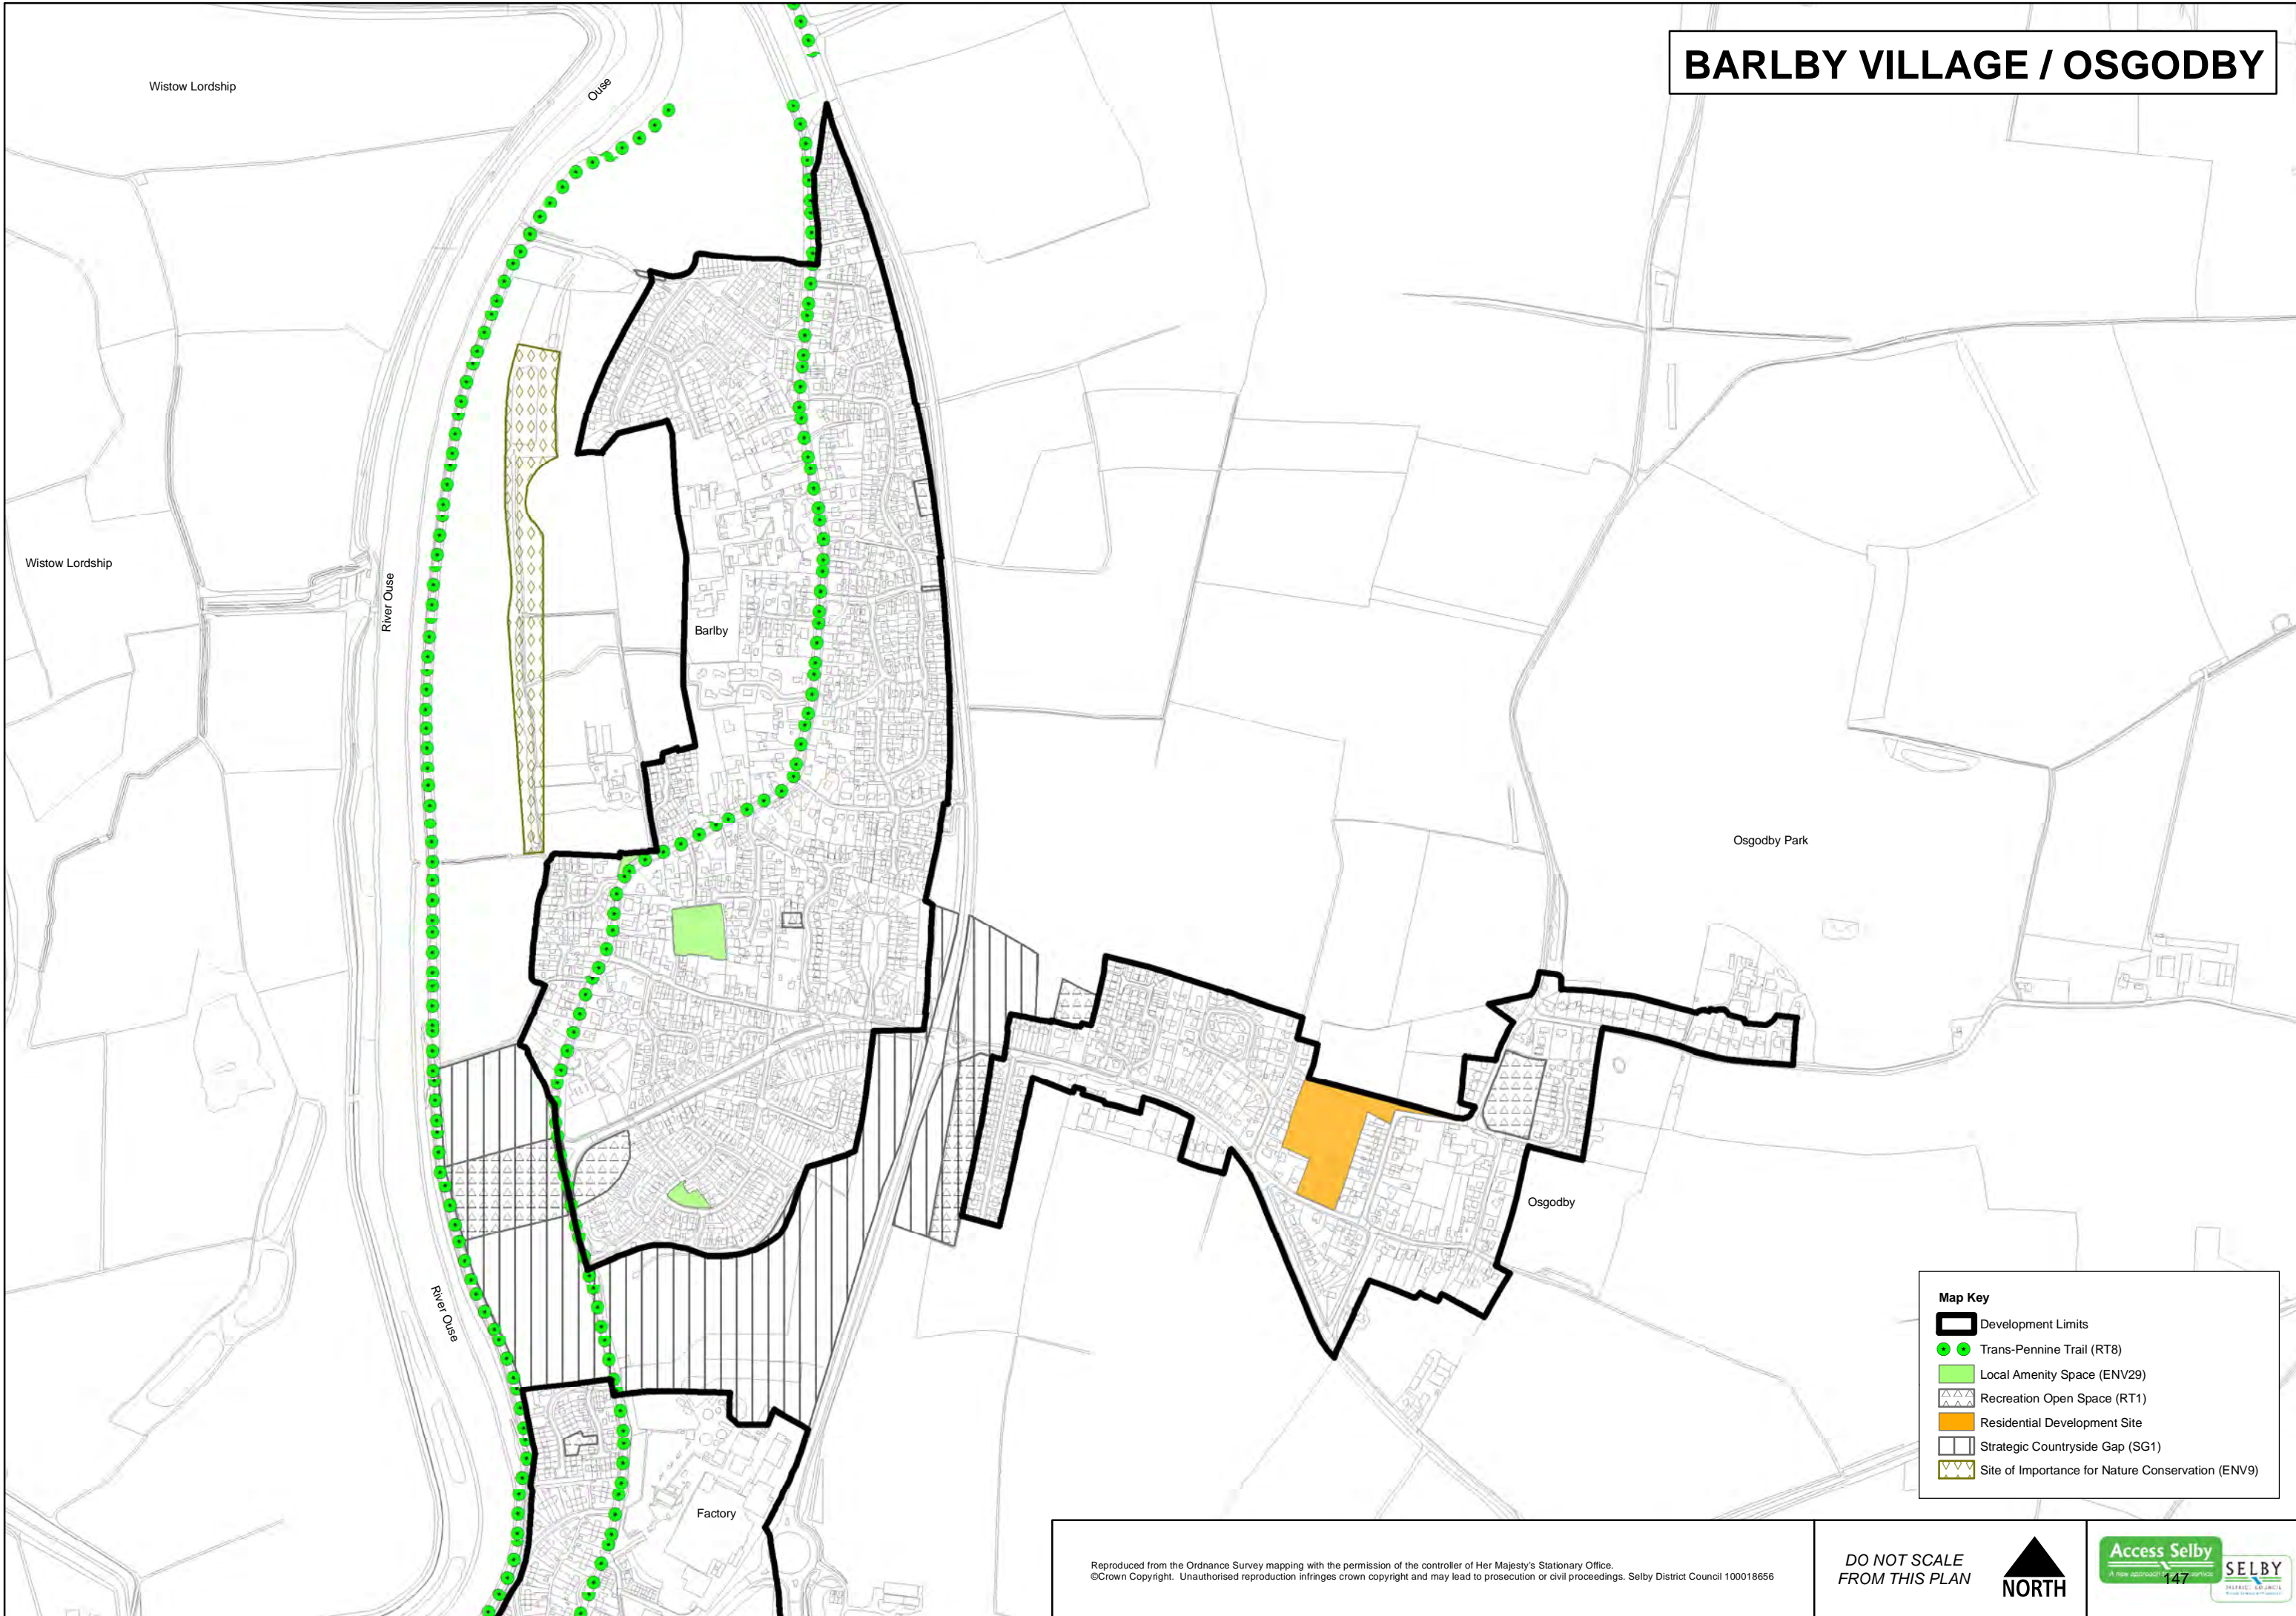 BARLBY VILLAGE / OSGODBY
Wistow Lordship
Ouse
Wistow Lordship
River Ouse
Barlby
Osgodby Park
Osgodby
River Ouse
Factory
Map Key
Development Limits
Trans-Pennine Trail (RT8)
Local Amenity Space (ENV29)
Recreation Open Space (RT1)
Residential Development Site
Strategic Countryside Gap (SG1)
Site of Importance for Nature Conservation (ENV9)
Reproduced from the Ordnance Survey mapping with the permission of the controller of Her Majesty's Stationary Office.
©Crown Copyright. Unauthorised reproduction infringes crown copyright and may lead to prosecution or civil proceedings. Selby District Council 100018656
DO NOT SCALE
FROM THIS PLAN
NORTH
Access Selby
147
SELBY
DISTRICT COUNCIL